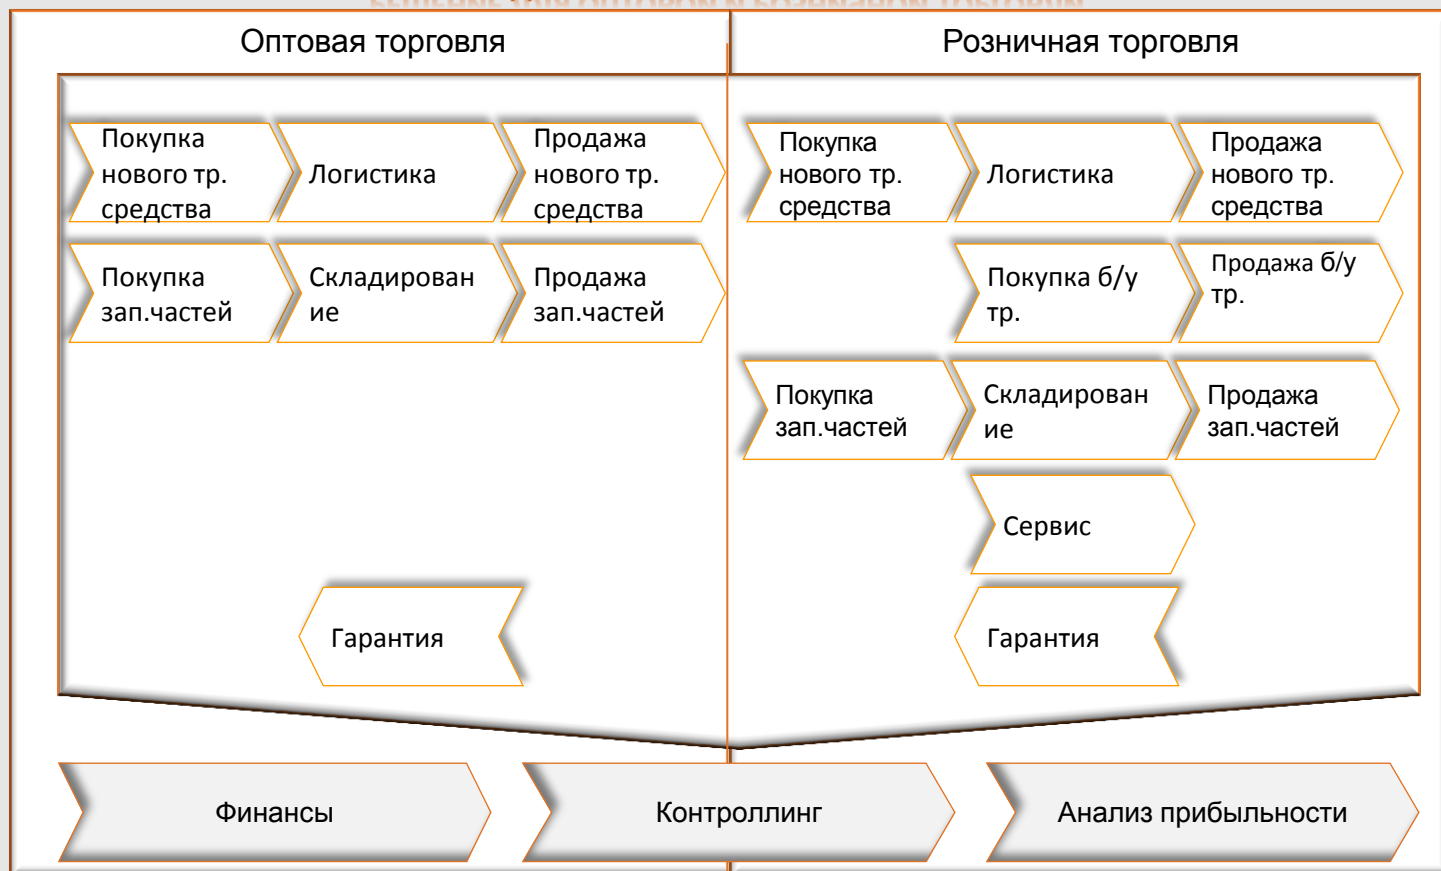 Оптовая торговля
Розничная торговля
Покупка
нового тр.
средства
Логистика
Продажа
нового тр.
средства
Покупка
нового тр.
средства
Логистика
Продажа
нового тр.
средства
Покупка
зап.частей
Складирован
ие
Продажа
зап.частей
Покупка б/у
тр.
Продажа б/у
тр.
Покупка
зап.частей
Складирован
ие
Продажа
зап.частей
Сервис
Гарантия
Гарантия
Финансы
Контроллинг
Анализ прибыльности